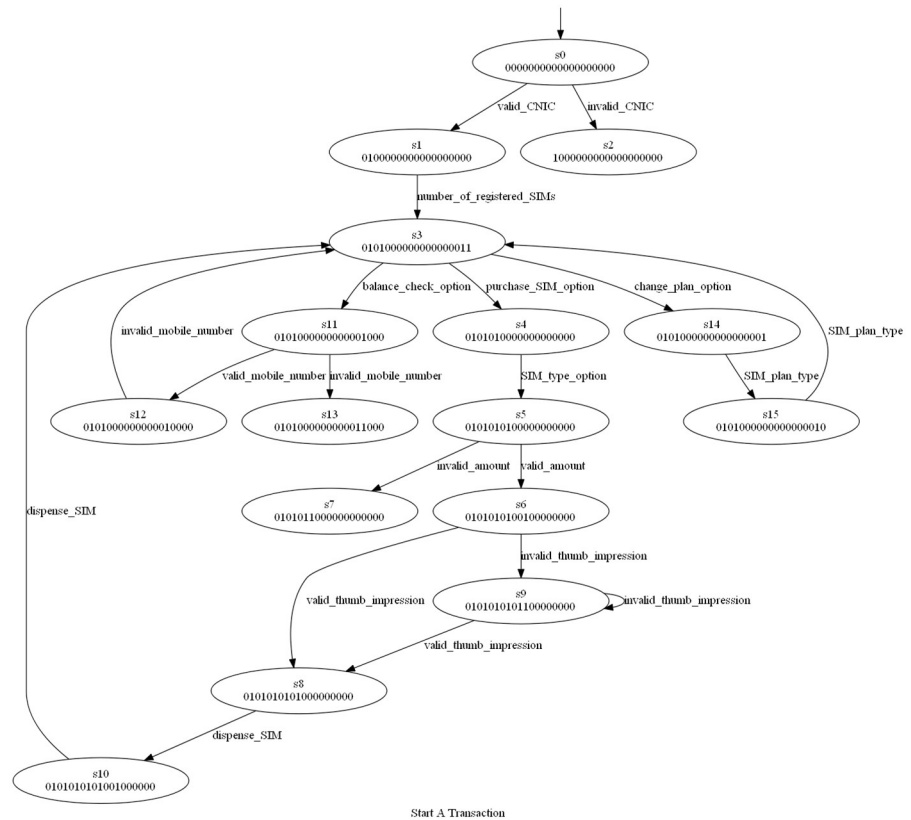 s0
0000000000000000000
valid_CNIC
invalid_CNIC
s1
0100000000000000000
s2
1000000000000000000
number_of_registered_SIMs
s3
0101000000000000011
balance_check_option
purchase_SIM_option
change_plan_option
s11
0101000000000001000
s4
0101010000000000000
s14
0101000000000000001
invalid_mobile_number
valid_mobile_number
invalid_mobile_number
SIM_type_option
SIM_plan_type
SIM_plan_type
s12
0101000000000010000
s13
0101000000000011000
s5
0101010100000000000
s15
0101000000000000010
invalid_amount
valid_amount
s7
0101011000000000000
s6
0101010100100000000
dispense_SIM
invalid_thumb_impression
valid_thumb_impression
s9
0101010101100000000
invalid_thumb_impression
valid_thumb_impression
s8
0101010101000000000
dispense_SIM
s10
0101010101001000000
Start A Transaction